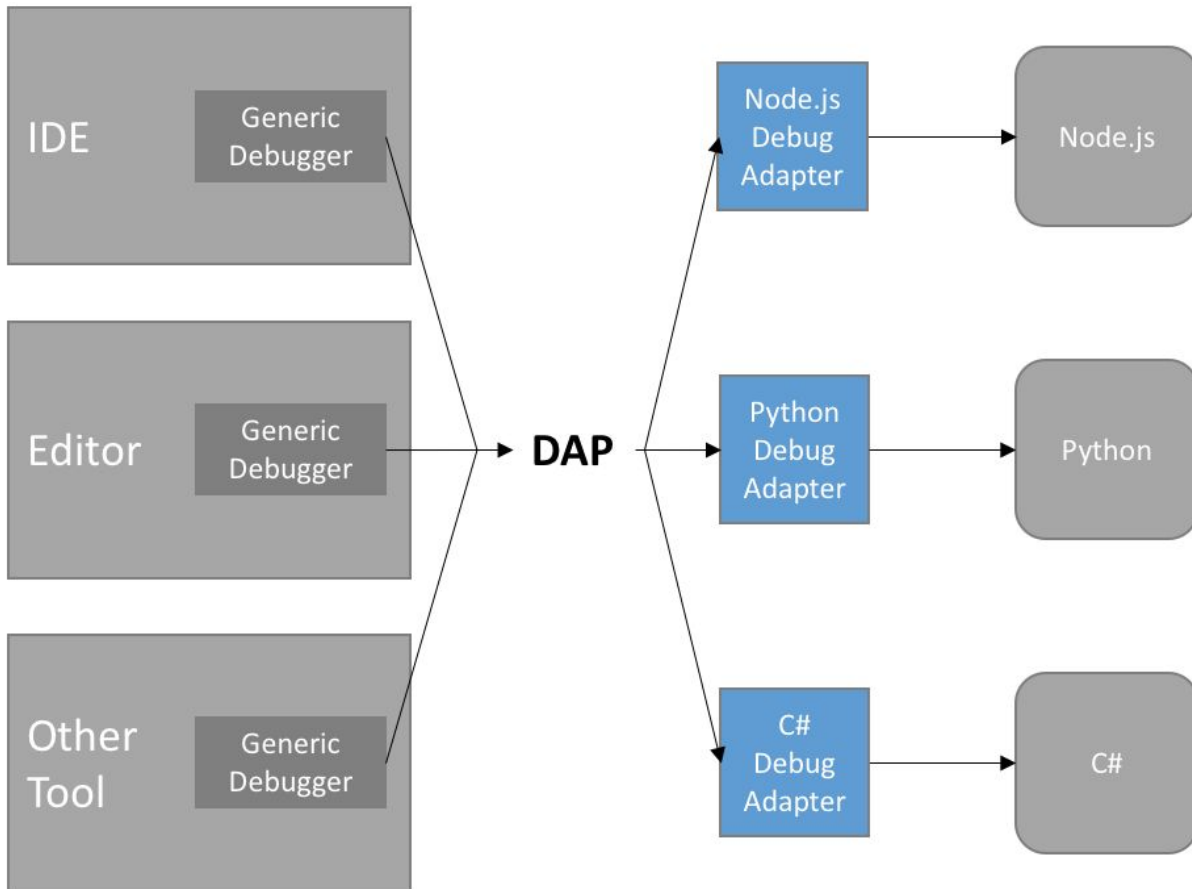 IDE
Generic
Debugger
Node.js
Debug
Adapter
Node.js
Editor
Generic
Debugger
DAP
Python
Debug
Adapter
Python
Other
Tool
Generic
Debugger
C#
Debug
Adapter
C#